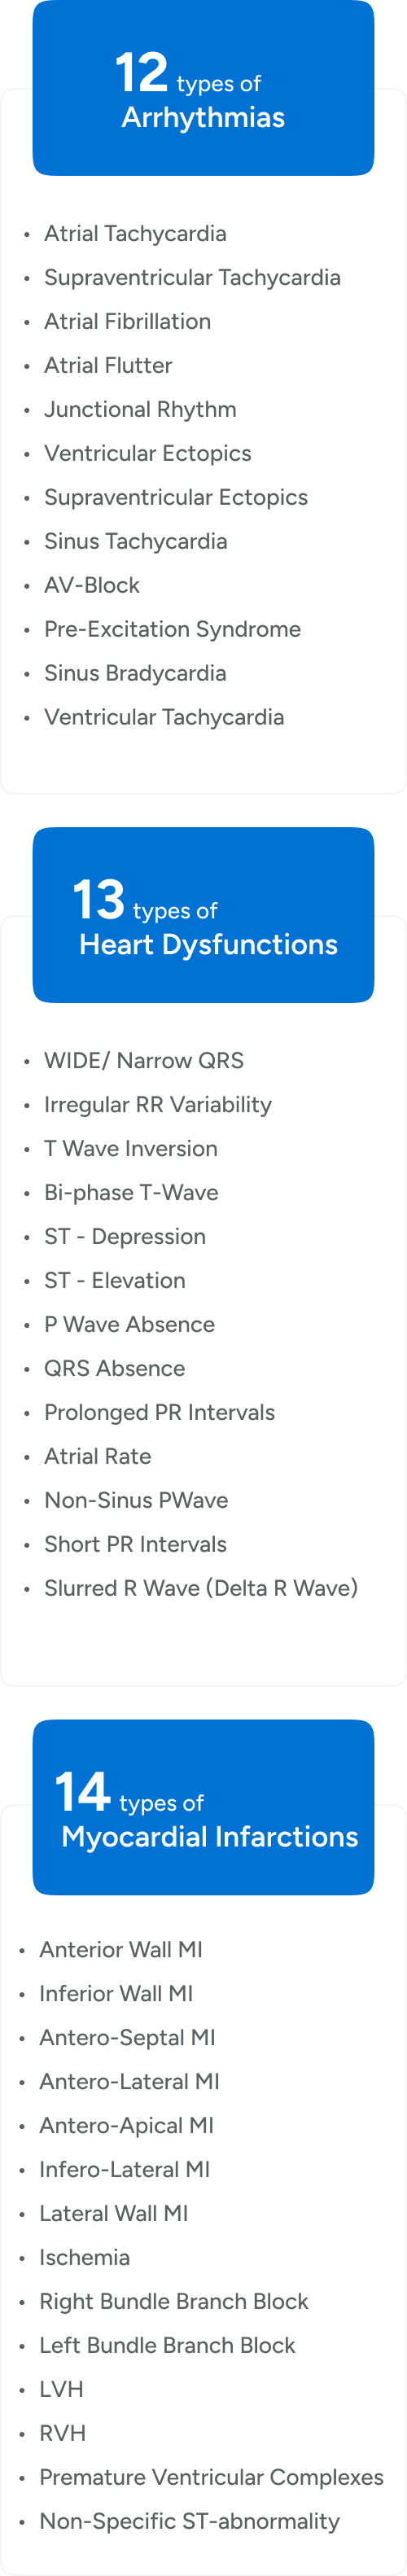 12 types of
Arrhythmias
• Atrial Tachycardia
• Supraventricular Tachycardia
• Atrial Fibrillation
• Atrial Flutter
• Junctional Rhythm
• Ventricular Ectopics
• Supraventricular Ectopics
• Sinus Tachycardia
• AV-Block
• Pre-Excitation Syndrome
• Sinus Bradycardia
• Ventricular Tachycardia
13 types of
Heart Dysfunctions
• WIDE/ Narrow QRS
• Irregular RR Variability
• T Wave Inversion
• Bi-phase T-Wave
• ST - Depression
• ST - Elevation
• P Wave Absence
• QRS Absence
• Prolonged PR Intervals
• Atrial Rate
• Non-Sinus PWave
• Short PR Intervals
• Slurred R Wave (Delta R Wave)
14 types of
Myocardial Infarctions
• Anterior Wall MI
• Inferior Wall MI
• Antero-Septal MI
• Antero-Lateral MI
• Antero-Apical MI
• Infero-Lateral MI
• Lateral Wall MI
• Ischemia
• Right Bundle Branch Block
• Left Bundle Branch Block
• LVH
• RVH
• Premature Ventricular Complexes
• Non-Specific ST-abnormality